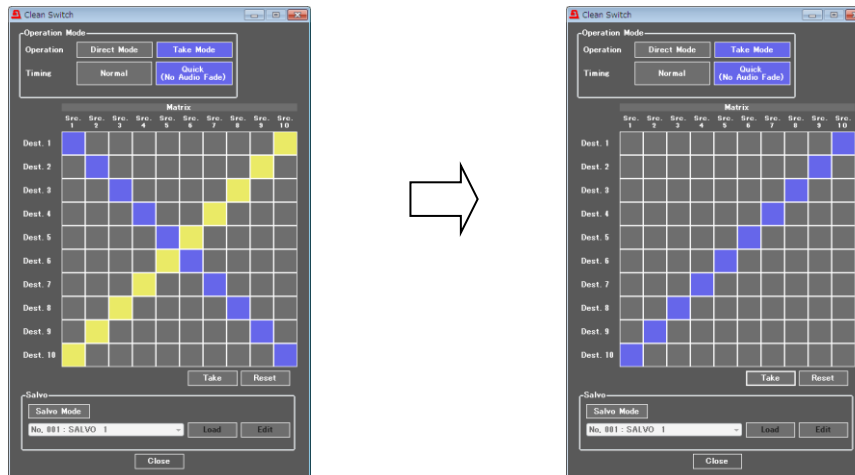 Clean Switch
Operation Mode
Operation Direct Mode Take Mode
Timing Normal Quick
(No Audio Fade)
Matrix
Src. Src. Src. Src. Src. Src. Src. Src. Src. Src.
1 2 3 4 5 6 7 8 9 10
Dest. 1
Dest. 2
Dest. 3
Dest. 4
Dest. 5
Dest. 6
Dest. 7
Dest. 8
Dest. 9
Dest. 10
Take Reset
Salvo
Salvo Mode
No. 001 : SALVO 1 Load Edit
Close
Clean Switch
Operation Mode
Operation Direct Mode Take Mode
Timing Normal Quick
(No Audio Fade)
Matrix
Src. Src. Src. Src. Src. Src. Src. Src. Src. Src.
1 2 3 4 5 6 7 8 9 10
Dest. 1
Dest. 2
Dest. 3
Dest. 4
Dest. 5
Dest. 6
Dest. 7
Dest. 8
Dest. 9
Dest. 10
Take Reset
Salvo
Salvo Mode
No. 001 : SALVO 1 Load Edit
Close